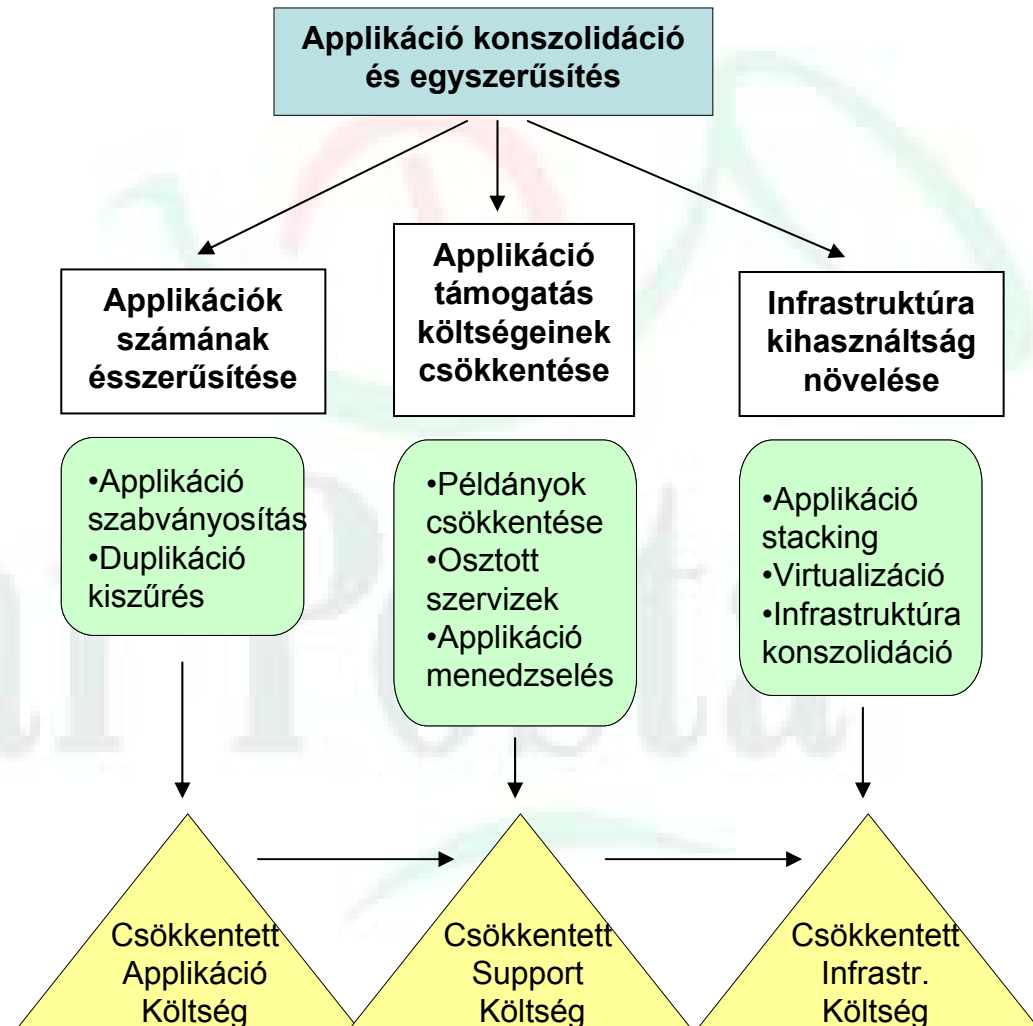 Applikáció konszolidáció
és egyszerűsítés
Applikációk
számának
ésszerűsítése
Applikáció
támogatás
költségeinek
csökkentése
Infrastruktúra
kihasználtság
növelése
•Applikáció
szabványosítás
•Duplikáció
kiszűrés
•Példányok
csökkentése
•Osztott
szervizek
•Applikáció
menedzselés
•Applikáció
stacking
•Virtualizáció
•Infrastruktúra
konszolidáció
Csökkentett
Applikáció
Költség
Csökkentett
Support
Költség
Csökkentett
Infrastr.
Költség